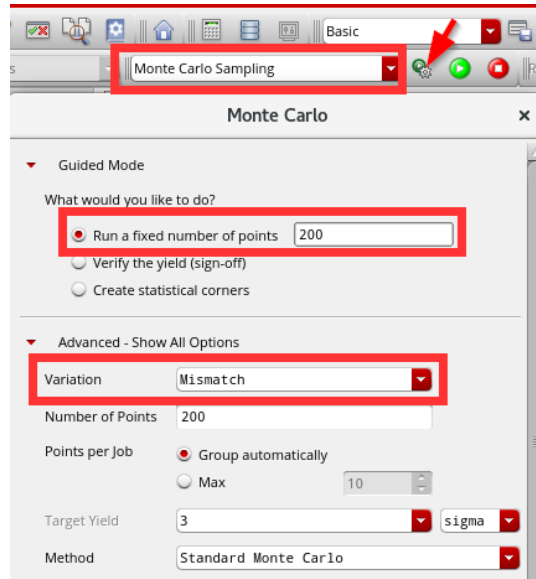 Basic
s
Monte Carlo Sampling
R
Monte Carlo
Guided Mode
What would you like to do?
Run a fixed number of points 200
Verify the yield (sign-off)
Create statistical corners
Advanced - Show All Options
Variation Mismatch
Number of Points 200
Points per Job Group automatically
Max 10
Target Yield 3 sigma
Method Standard Monte Carlo